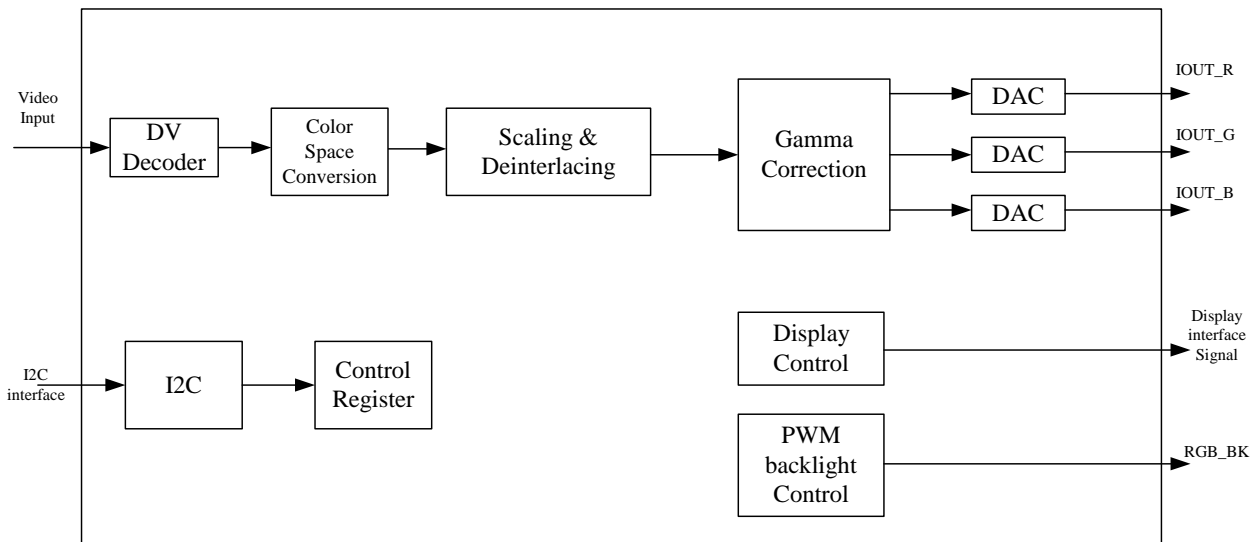 Video
Input
DV
Decoder
Color
Space
Conversion
Scaling &
Deinterlacing
Gamma
Correction
DAC
IOUT_R
DAC
IOUT_G
DAC
IOUT_B
Display
Control
Display
interface
Signal
I2C
interface
I2C
Control
Register
PWM
backlight
Control
RGB_BK